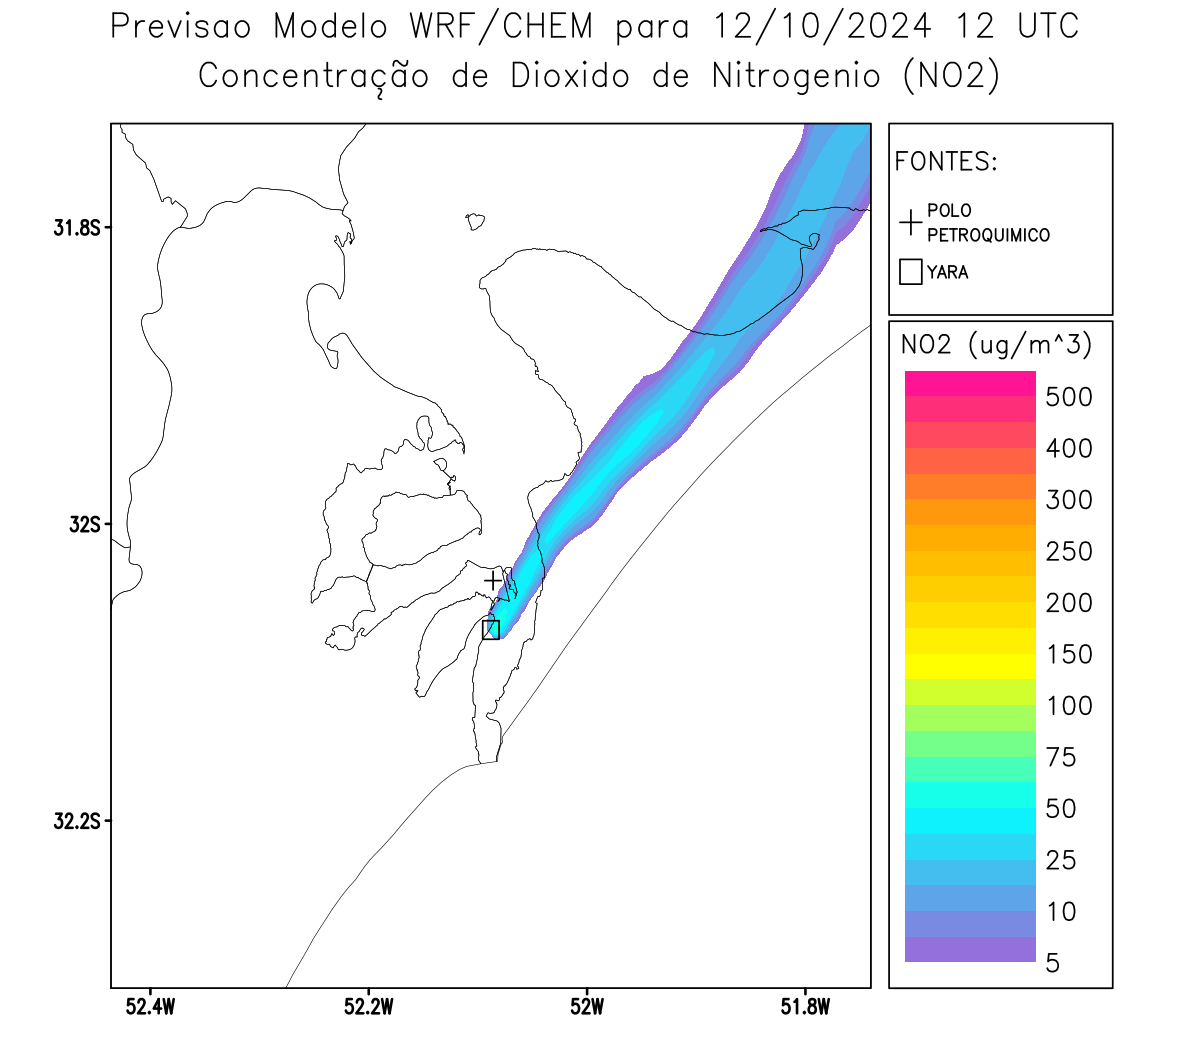 Previsao Modelo WRF/CHEM para 12/10/2024 12 UTC
Concentração de Dioxido de Nitrogenio (NO2)
FONTES:
POLO
PETROQUIMICO
YARA
31.8S
32S
32.2S
52.4W
52.2W
52W
51.8W
NO2 (ug/m^3)
500
400
300
250
200
150
100
75
50
25
10
5